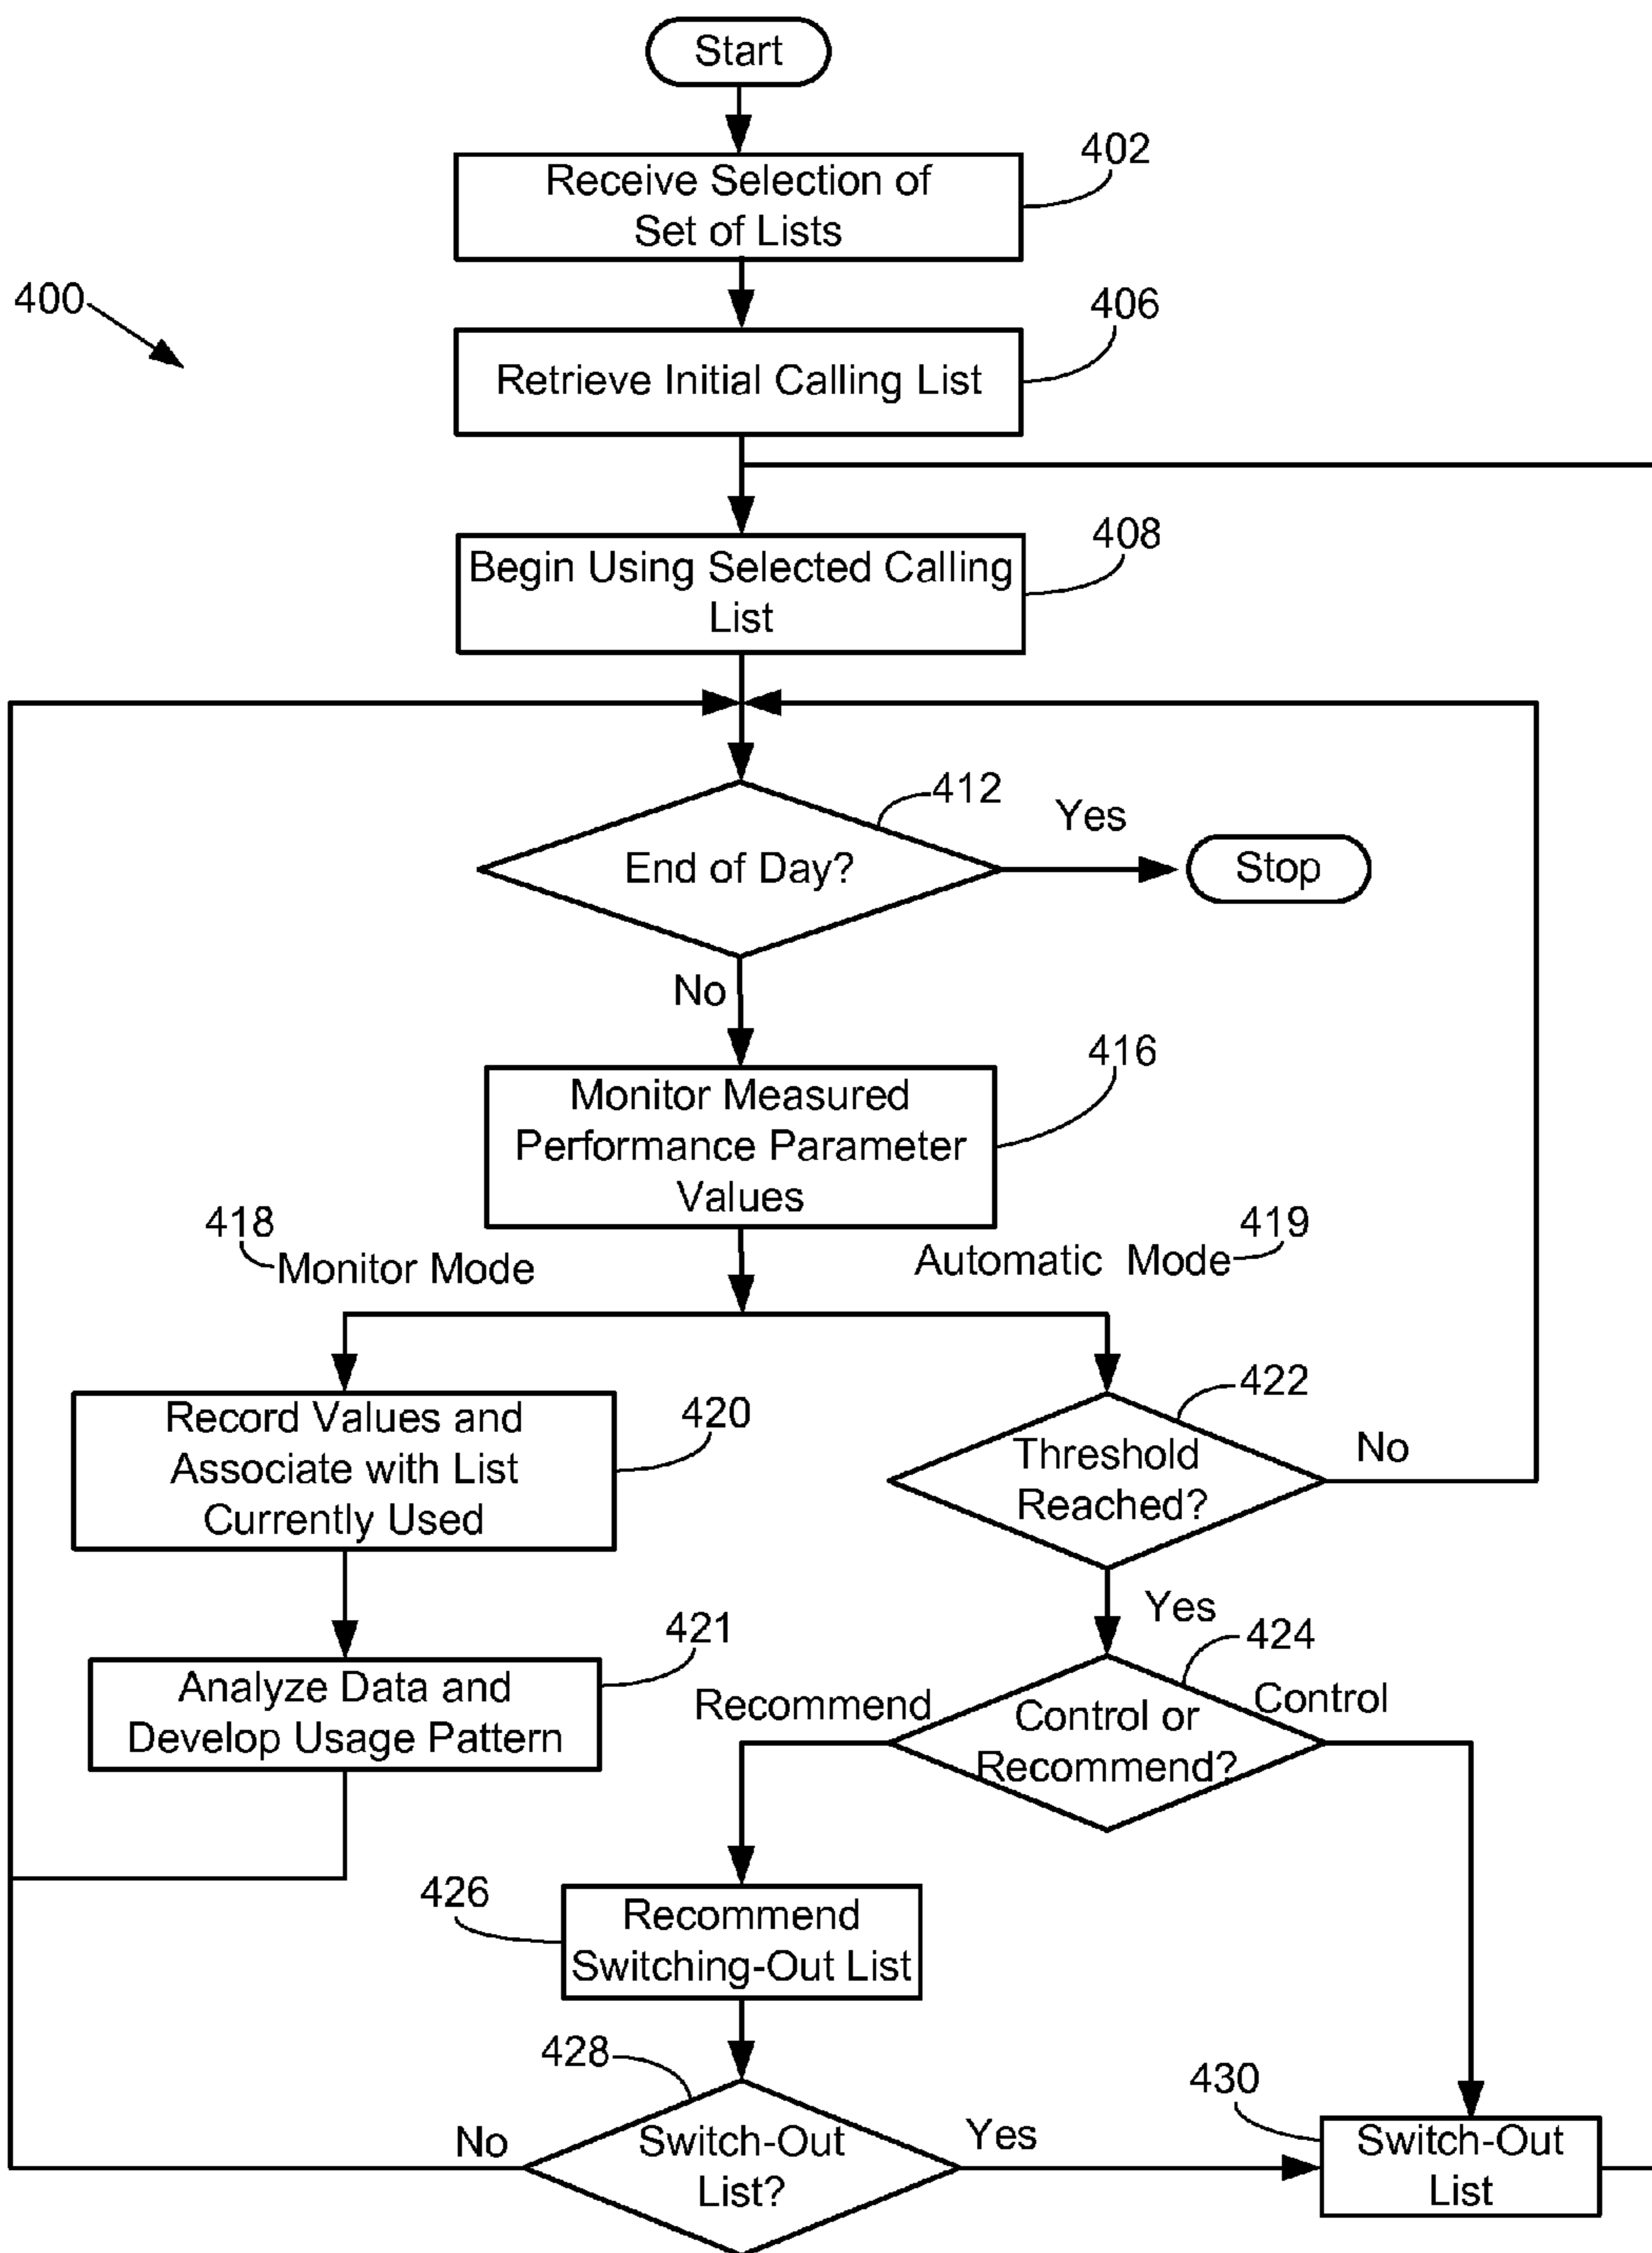 Start
402
Receive Selection of
Set of Lists
400
406
Retrieve Initial Calling List
408
Begin Using Selected Calling
List
412
Yes
End of Day?
Stop
No
416
Monitor Measured
Performance Parameter
Values
418
Monitor Mode
419
Automatic Mode
420
Record Values and
Associate with List
Currently Used
422
Threshold
Reached?
No
Yes
421
Analyze Data and
Develop Usage Pattern
424
Recommend
Control
Control or
Recommend?
426
Recommend
Switching-Out List
428
No
Switch-Out
List?
Yes
430
Switch-Out
List